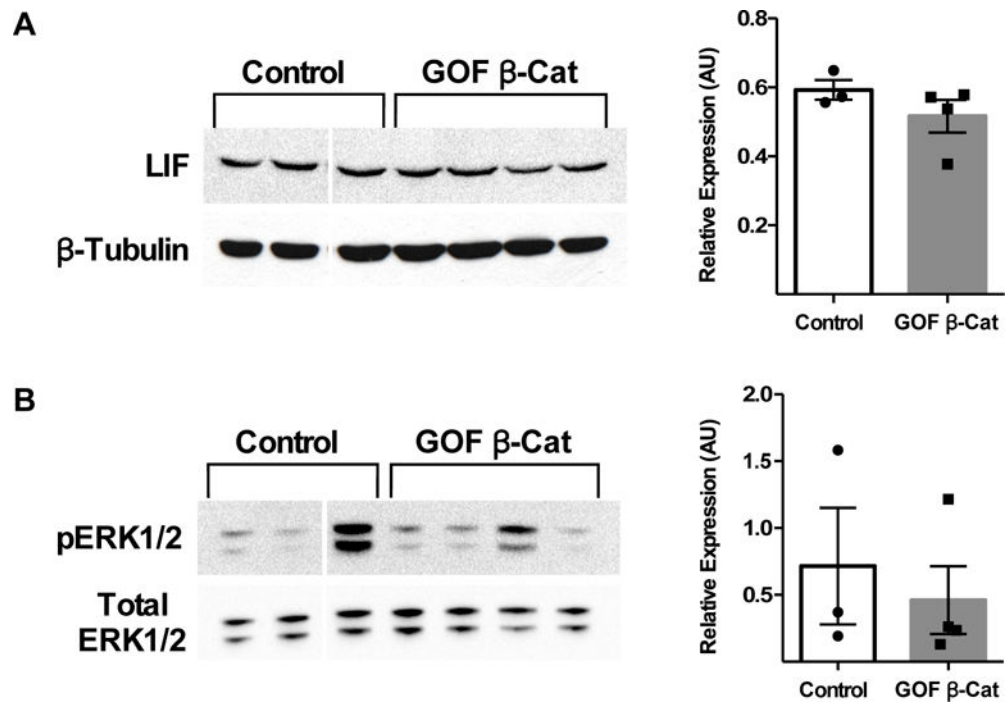 A
Control
GOF β-Cat
LIF
β-Tubulin
Relative Expression (AU)
0.8
0.6
0.4
0.2
Control
GOF β-Cat
B
Control
GOF β-Cat
pERK1/2
Total
ERK1/2
Relative Expression (AU)
2.0
1.5
1.0
0.5
Control
GOF β-Cat